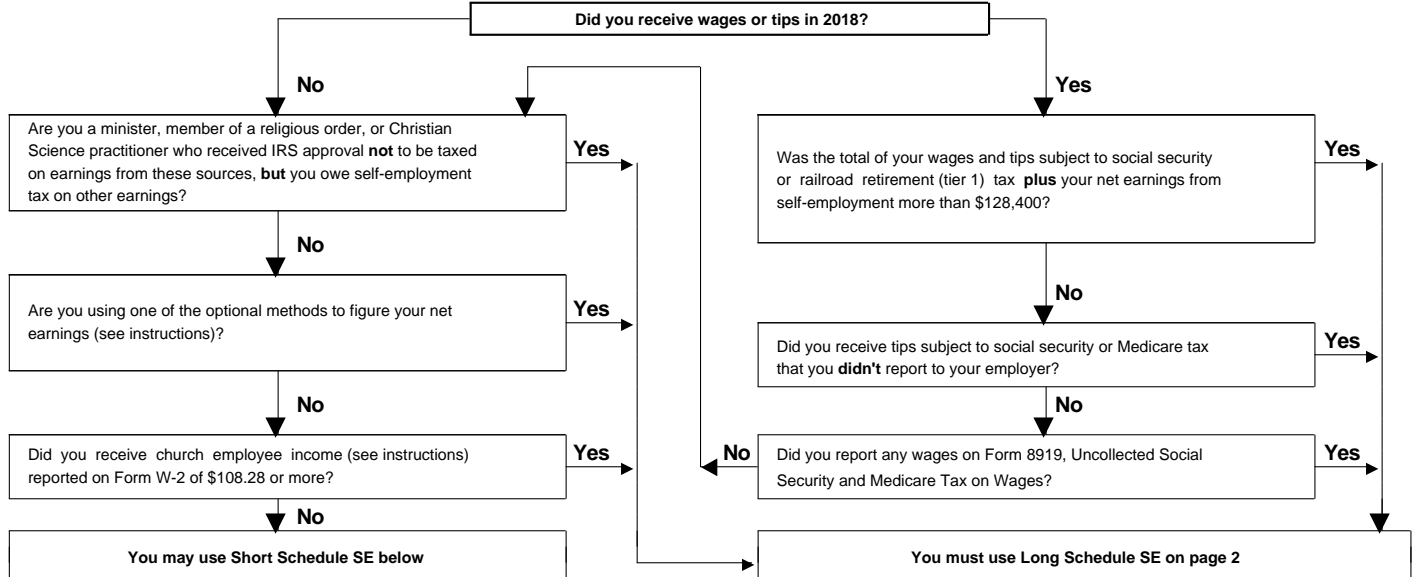 Did you receive wages or tips in 2018?
No
Yes
Are you a minister, member of a religious order, or Christian
Science practitioner who received IRS approval not to be taxed
on earnings from these sources, but you owe self-employment
tax on other earnings?
Yes
Was the total of your wages and tips subject to social security
or railroad retirement (tier 1) tax plus your net earnings from
self-employment more than $128,400?
Yes
No
No
Are you using one of the optional methods to figure your net
earnings (see instructions)?
Yes
Did you receive tips subject to social security or Medicare tax
that you didn't report to your employer?
Yes
No
No
Did you receive church employee income (see instructions)
reported on Form W-2 of $108.28 or more?
Yes
No
Did you report any wages on Form 8919, Uncollected Social
Security and Medicare Tax on Wages?
Yes
No
You may use Short Schedule SE below
You must use Long Schedule SE on page 2